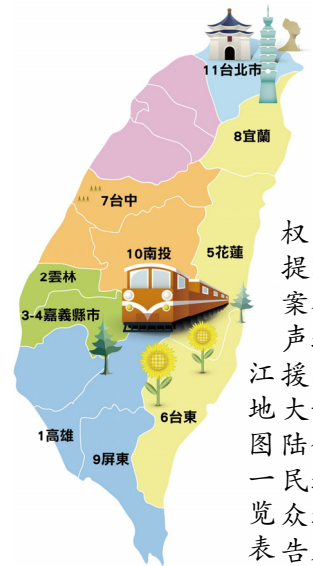 11台北市
8宜蘭
7台中
5花蓮
10南投
2雲林
3-4嘉義縣市
6台東
1高雄
9屏東
权提案声援大陆民众告
江地图一览表